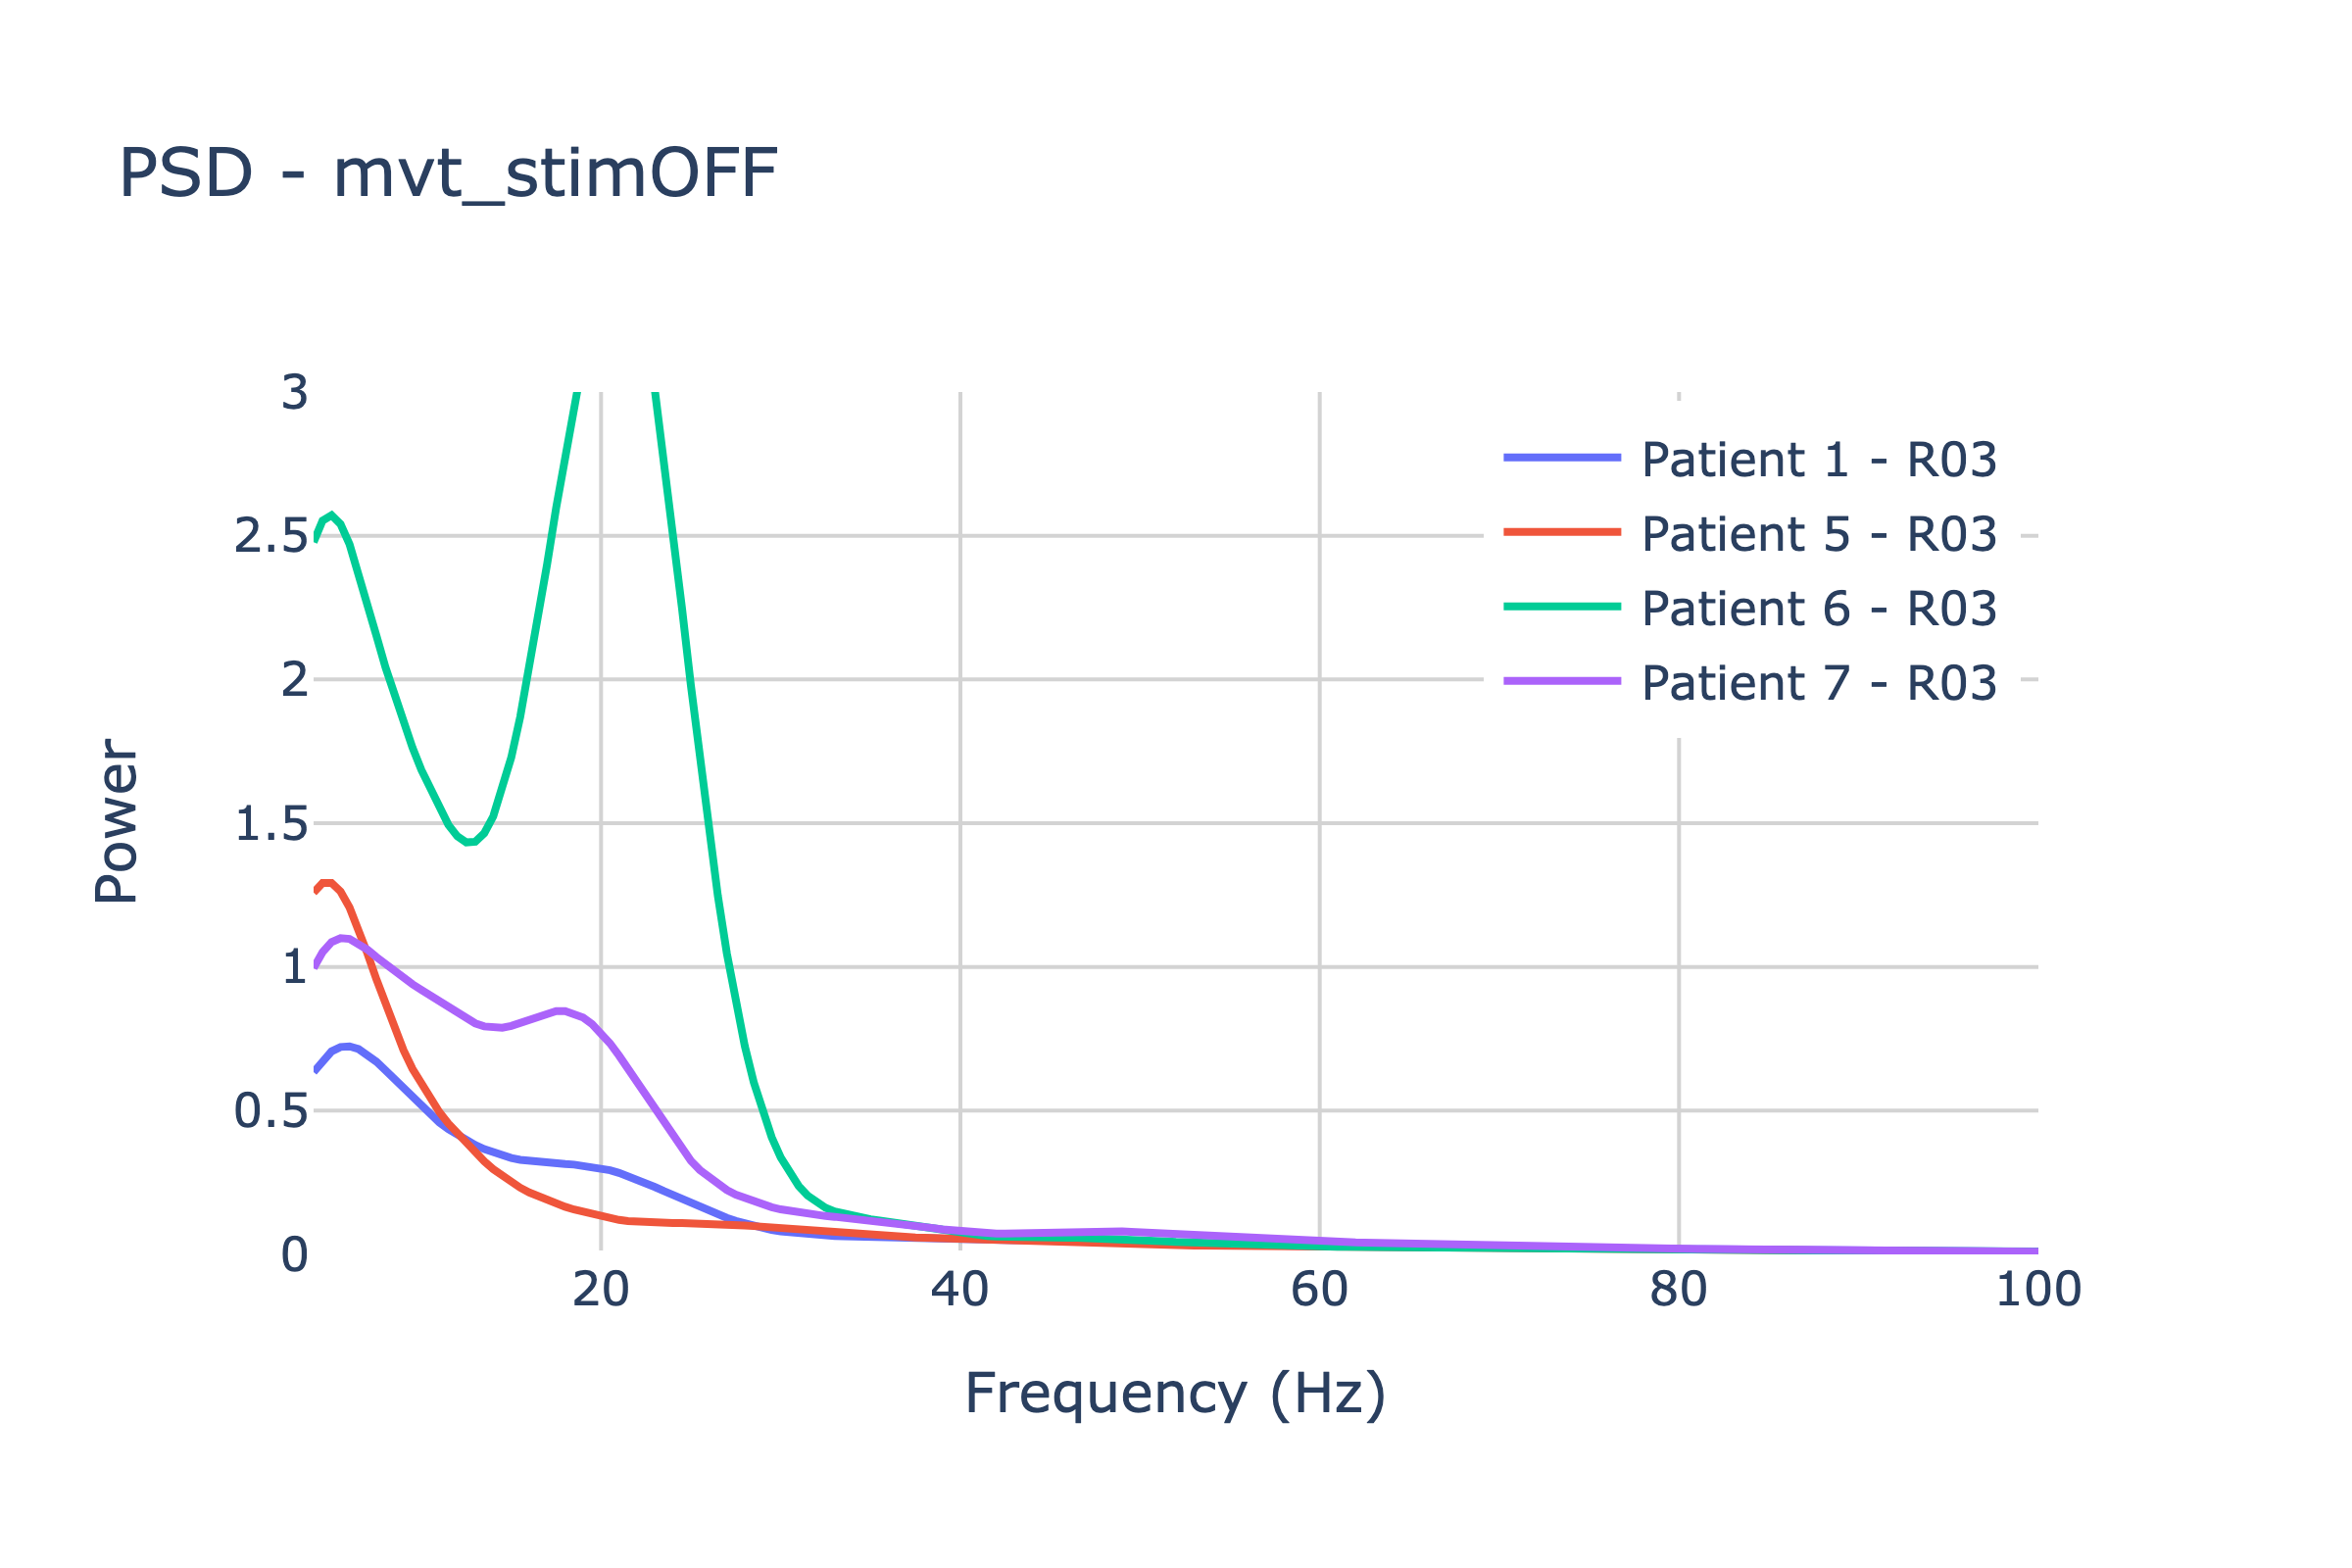 PSD - mvt_stimOFF
3
2.5
2
1.5
1
0.5
0
Power
20
40
60
80
100
Frequency (Hz)
Patient 1 - R03
Patient 5 - R03
Patient 6 - R03
Patient 7 - R03